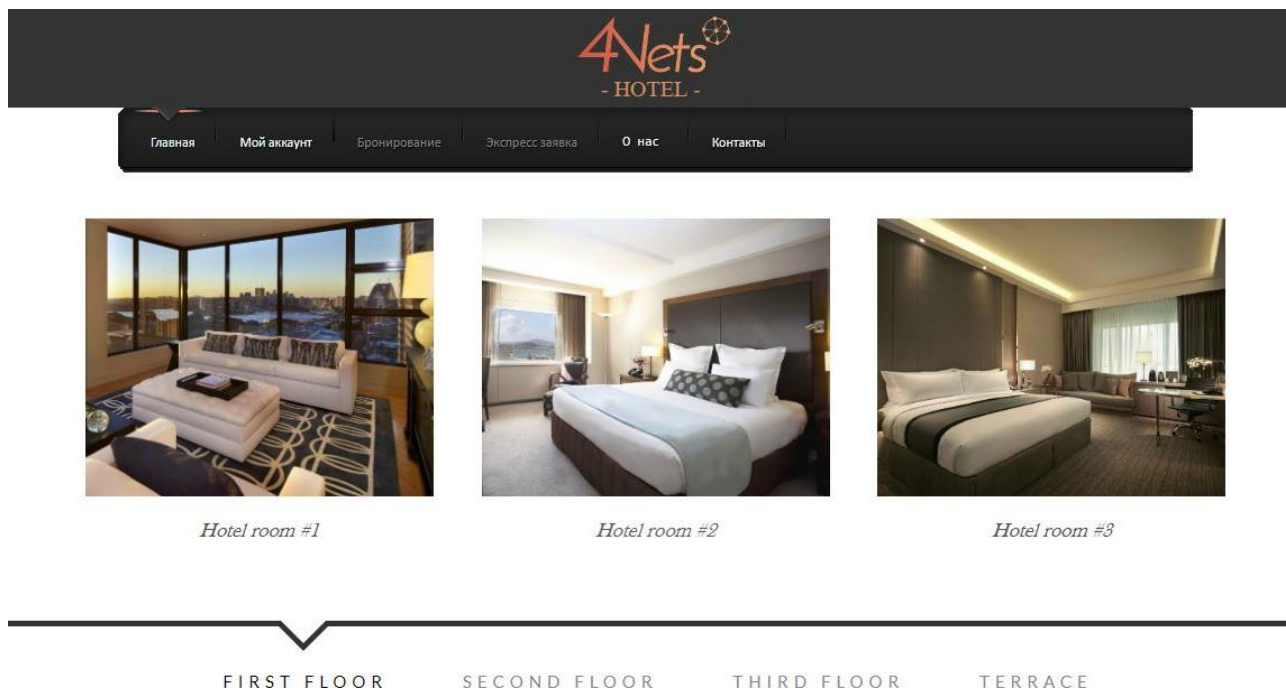 4Nets
- HOTEL -
Главная Мой аккаунт Бронирование Экспресс заявка О нас Контакты
Hotel room #1 Hotel room #2 Hotel room #3
FIRST FLOOR SECOND FLOOR THIRD FLOOR TERRACE